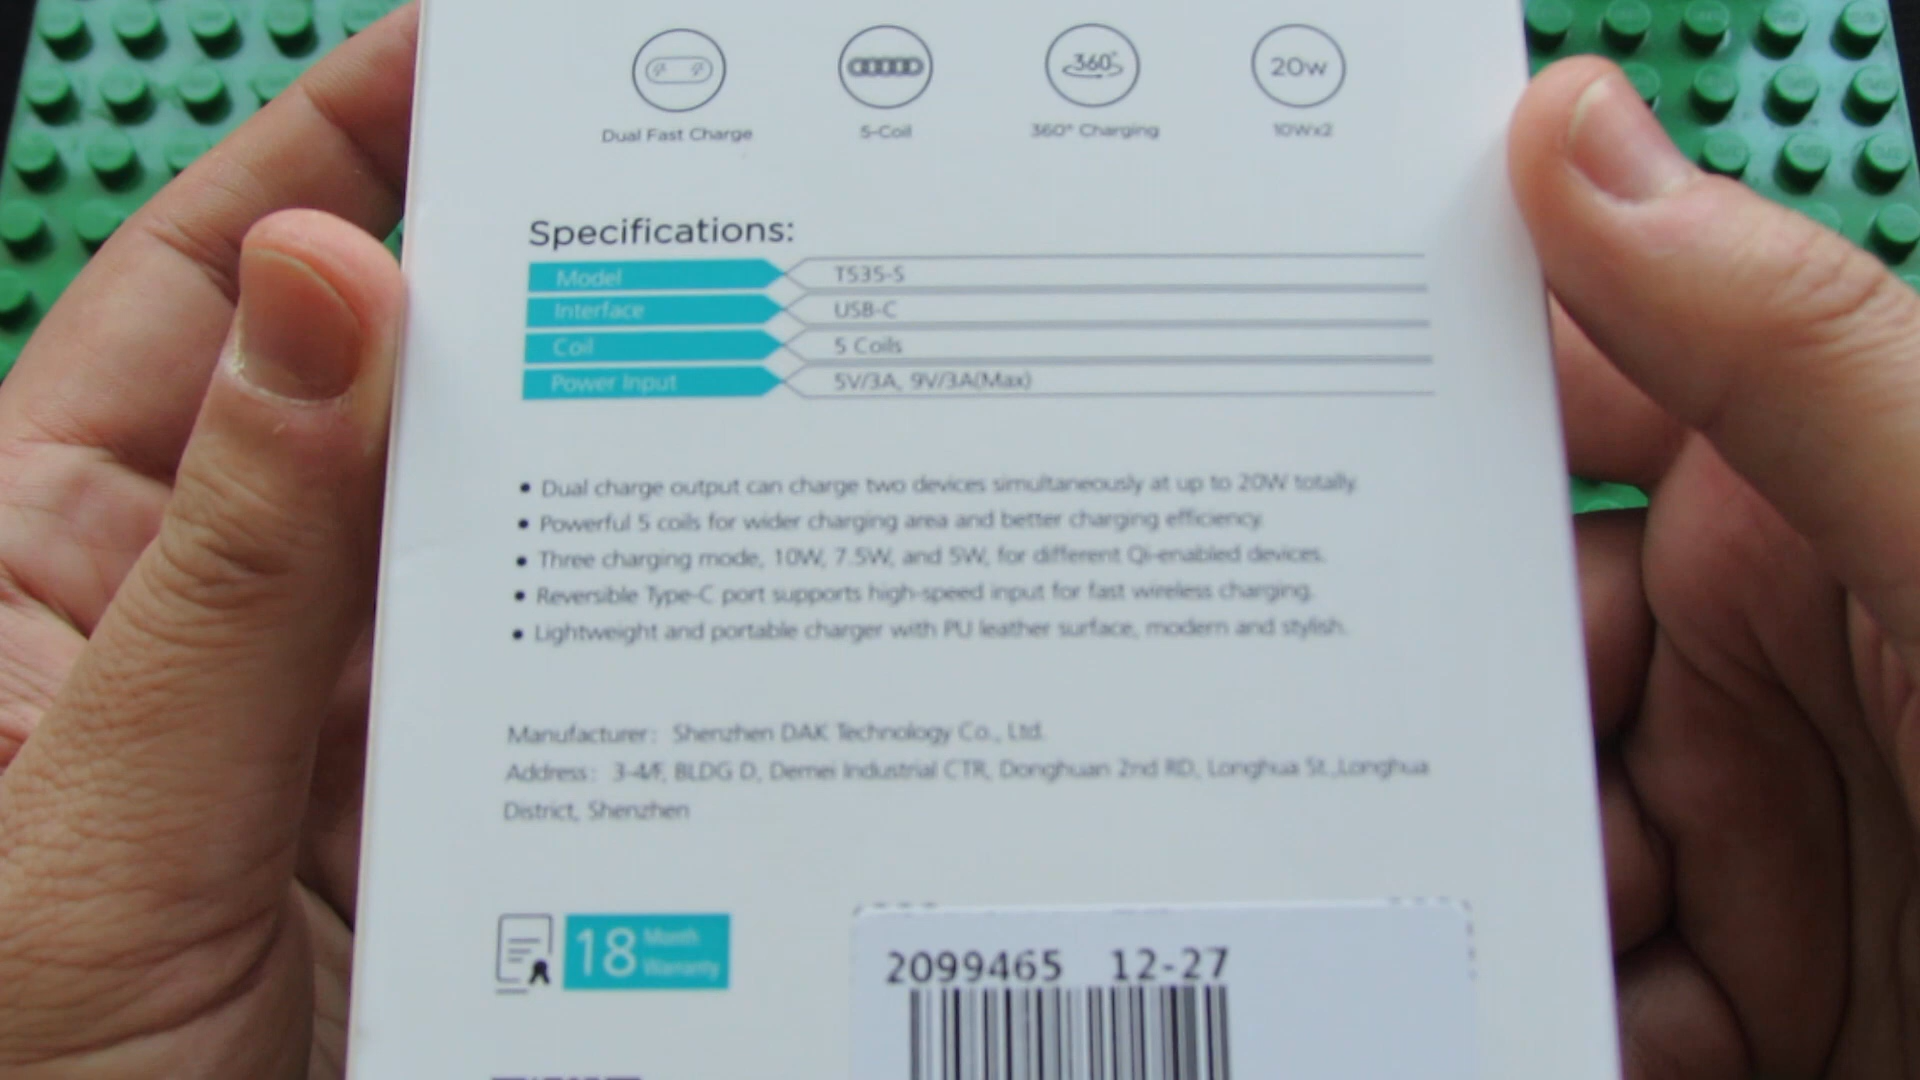 360°
20W
Dual Fast Charge
5-Coil
360° Charging
10Wx2
Specifications:
Model T535-S
Interface USB-C
Coil 5 Coils
Power Input 5V/3A, 9V/3A(Max)
• Dual charge output can charge two devices simultaneously at up to 20W totally.
• Powerful 5 coils for wider charging area and better charging efficiency.
• Three charging mode, 10W, 7.5W, and 5W, for different Qi-enabled devices.
• Reversible Type-C port supports high-speed input for fast wireless charging.
• Lightweight and portable charger with PU leather surface, modern and stylish.
Manufacturer: Shenzhen DAK Technology Co., Ltd.
Address: 3-4/F, BLDG D, Demei Industrial CTR, Donghuan 2nd RD, Longhua St.,Longhua
District, Shenzhen
18 Month
Warranty
2099465 12-27